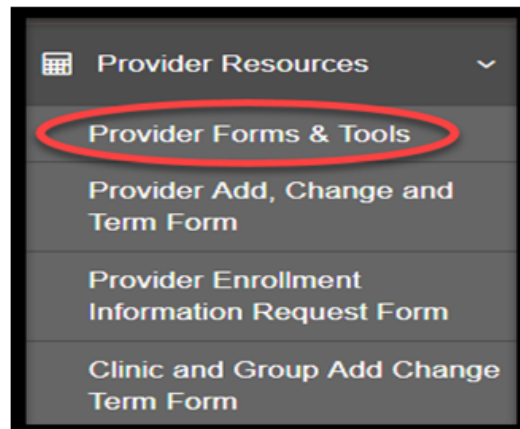 Provider Resources
Provider Forms & Tools
Provider Add, Change and
Term Form
Provider Enrollment
Information Request Form
Clinic and Group Add Change
Term Form